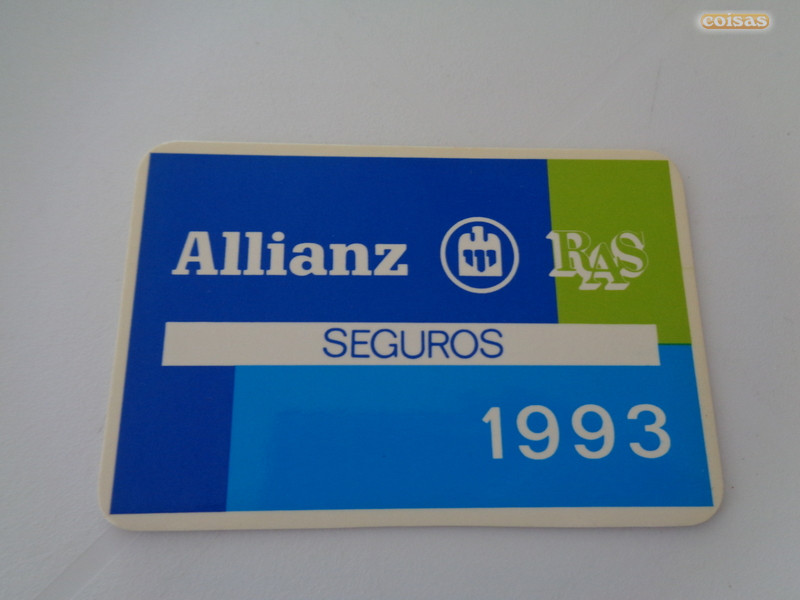 coisas
Allianz RAS
SEGUROS
1993